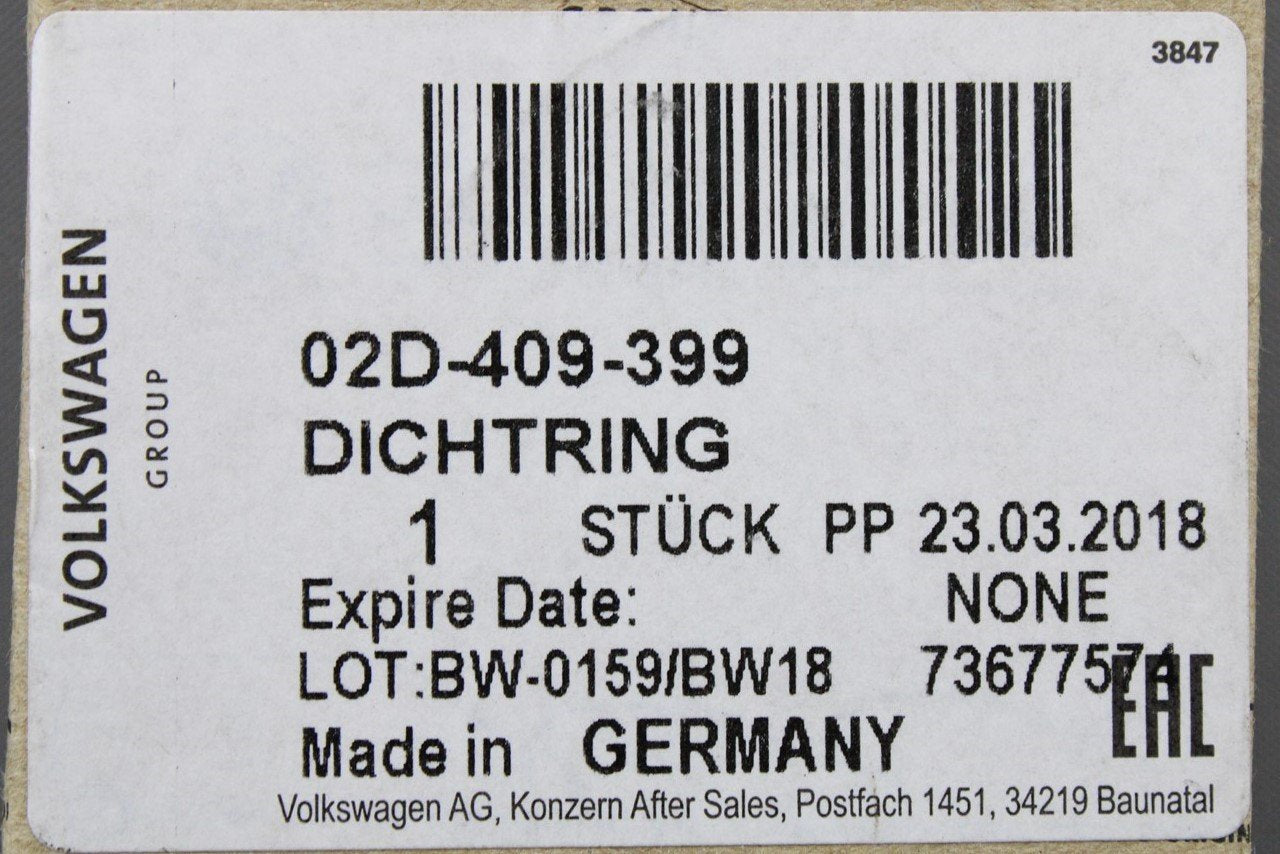 3847
VOLKSWAGEN
GROUP
02D-409-399
DICHTRING
1 STÜCK PP 23.03.2018
Expire Date: NONE
LOT:BW-0159/BW18 73677574
EAC
Made in GERMANY
Volkswagen AG, Konzern After Sales, Postfach 1451, 34219 Baunatal